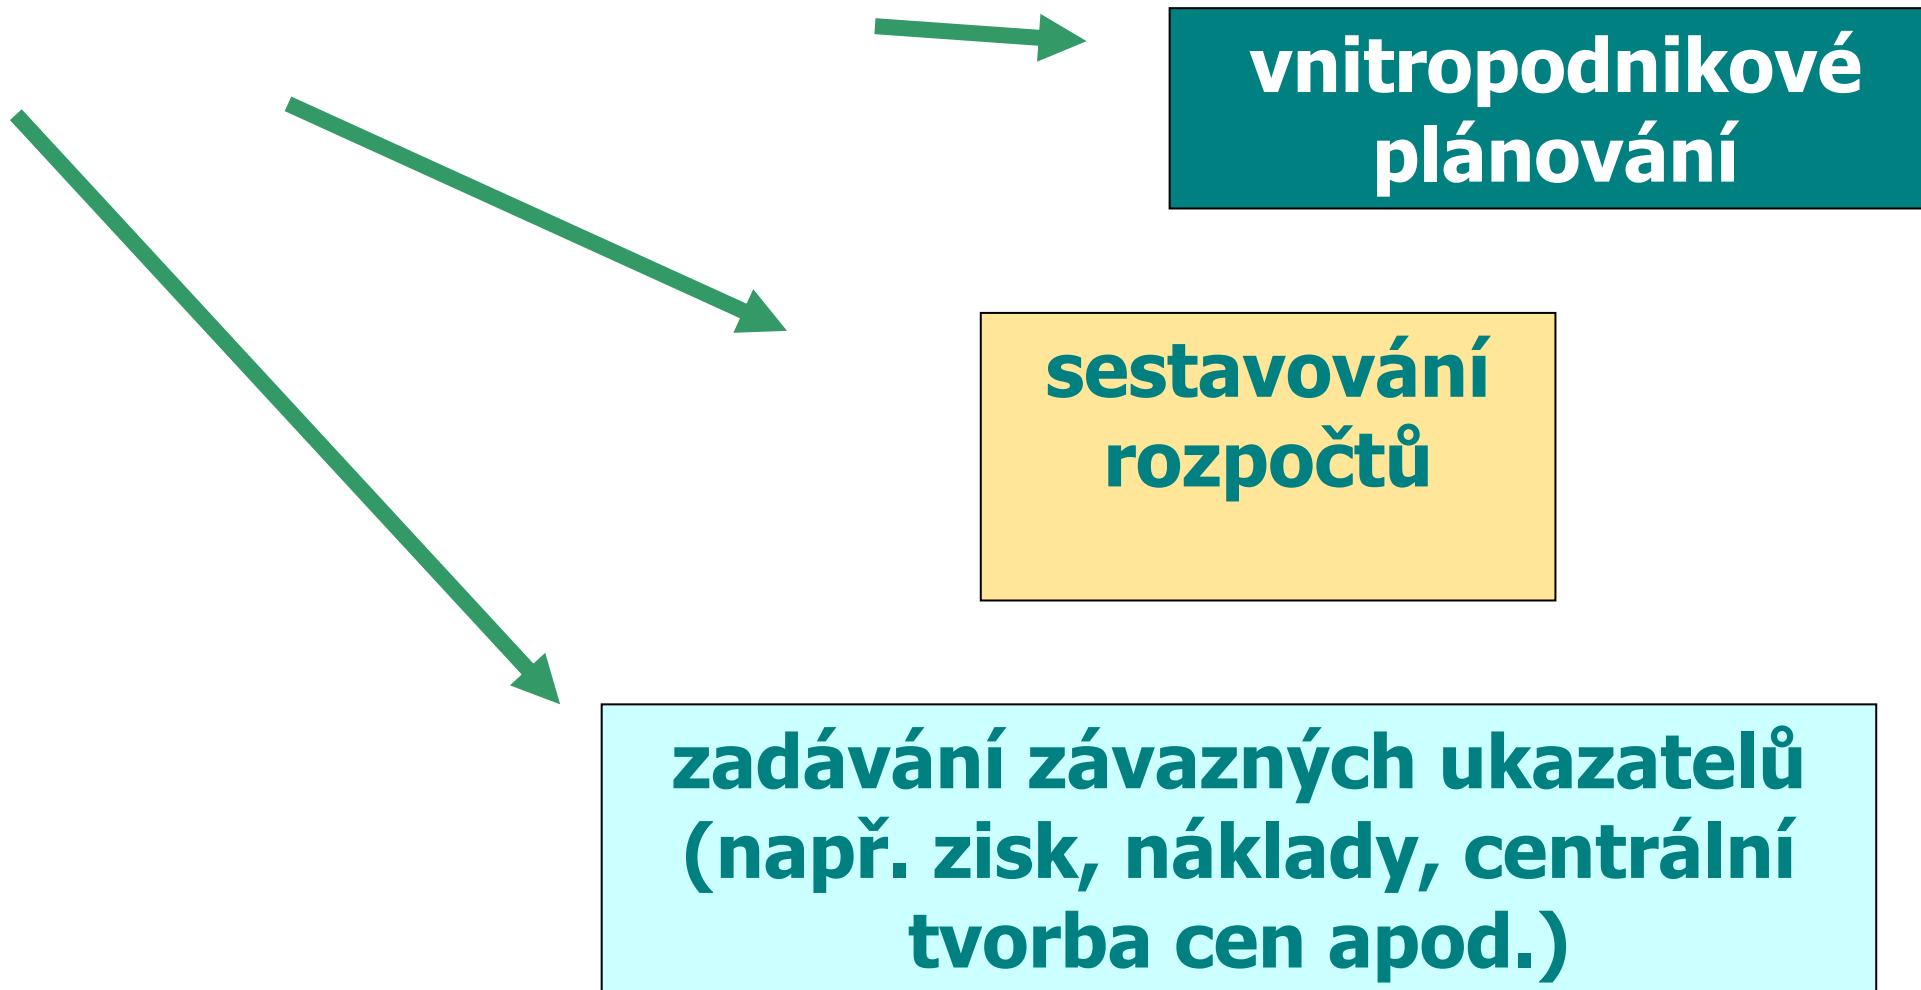 vnitropodnikové
plánování
sestavování
rozpočtů
zadávání závazných ukazatelů
(např. zisk, náklady, centrální
tvorba cen apod.)